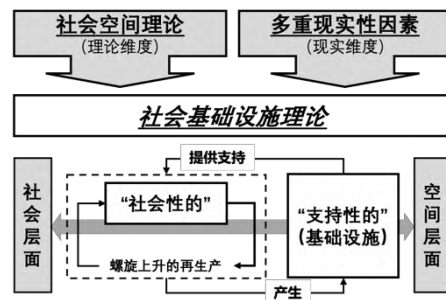 社会空间理论
(理论维度)
多重现实性因素
(现实维度)
社会基础设施理论
提供支持
社会层面
“社会性的”
螺旋上升的再生产
“支持性的”
(基础设施)
空间层面
产生